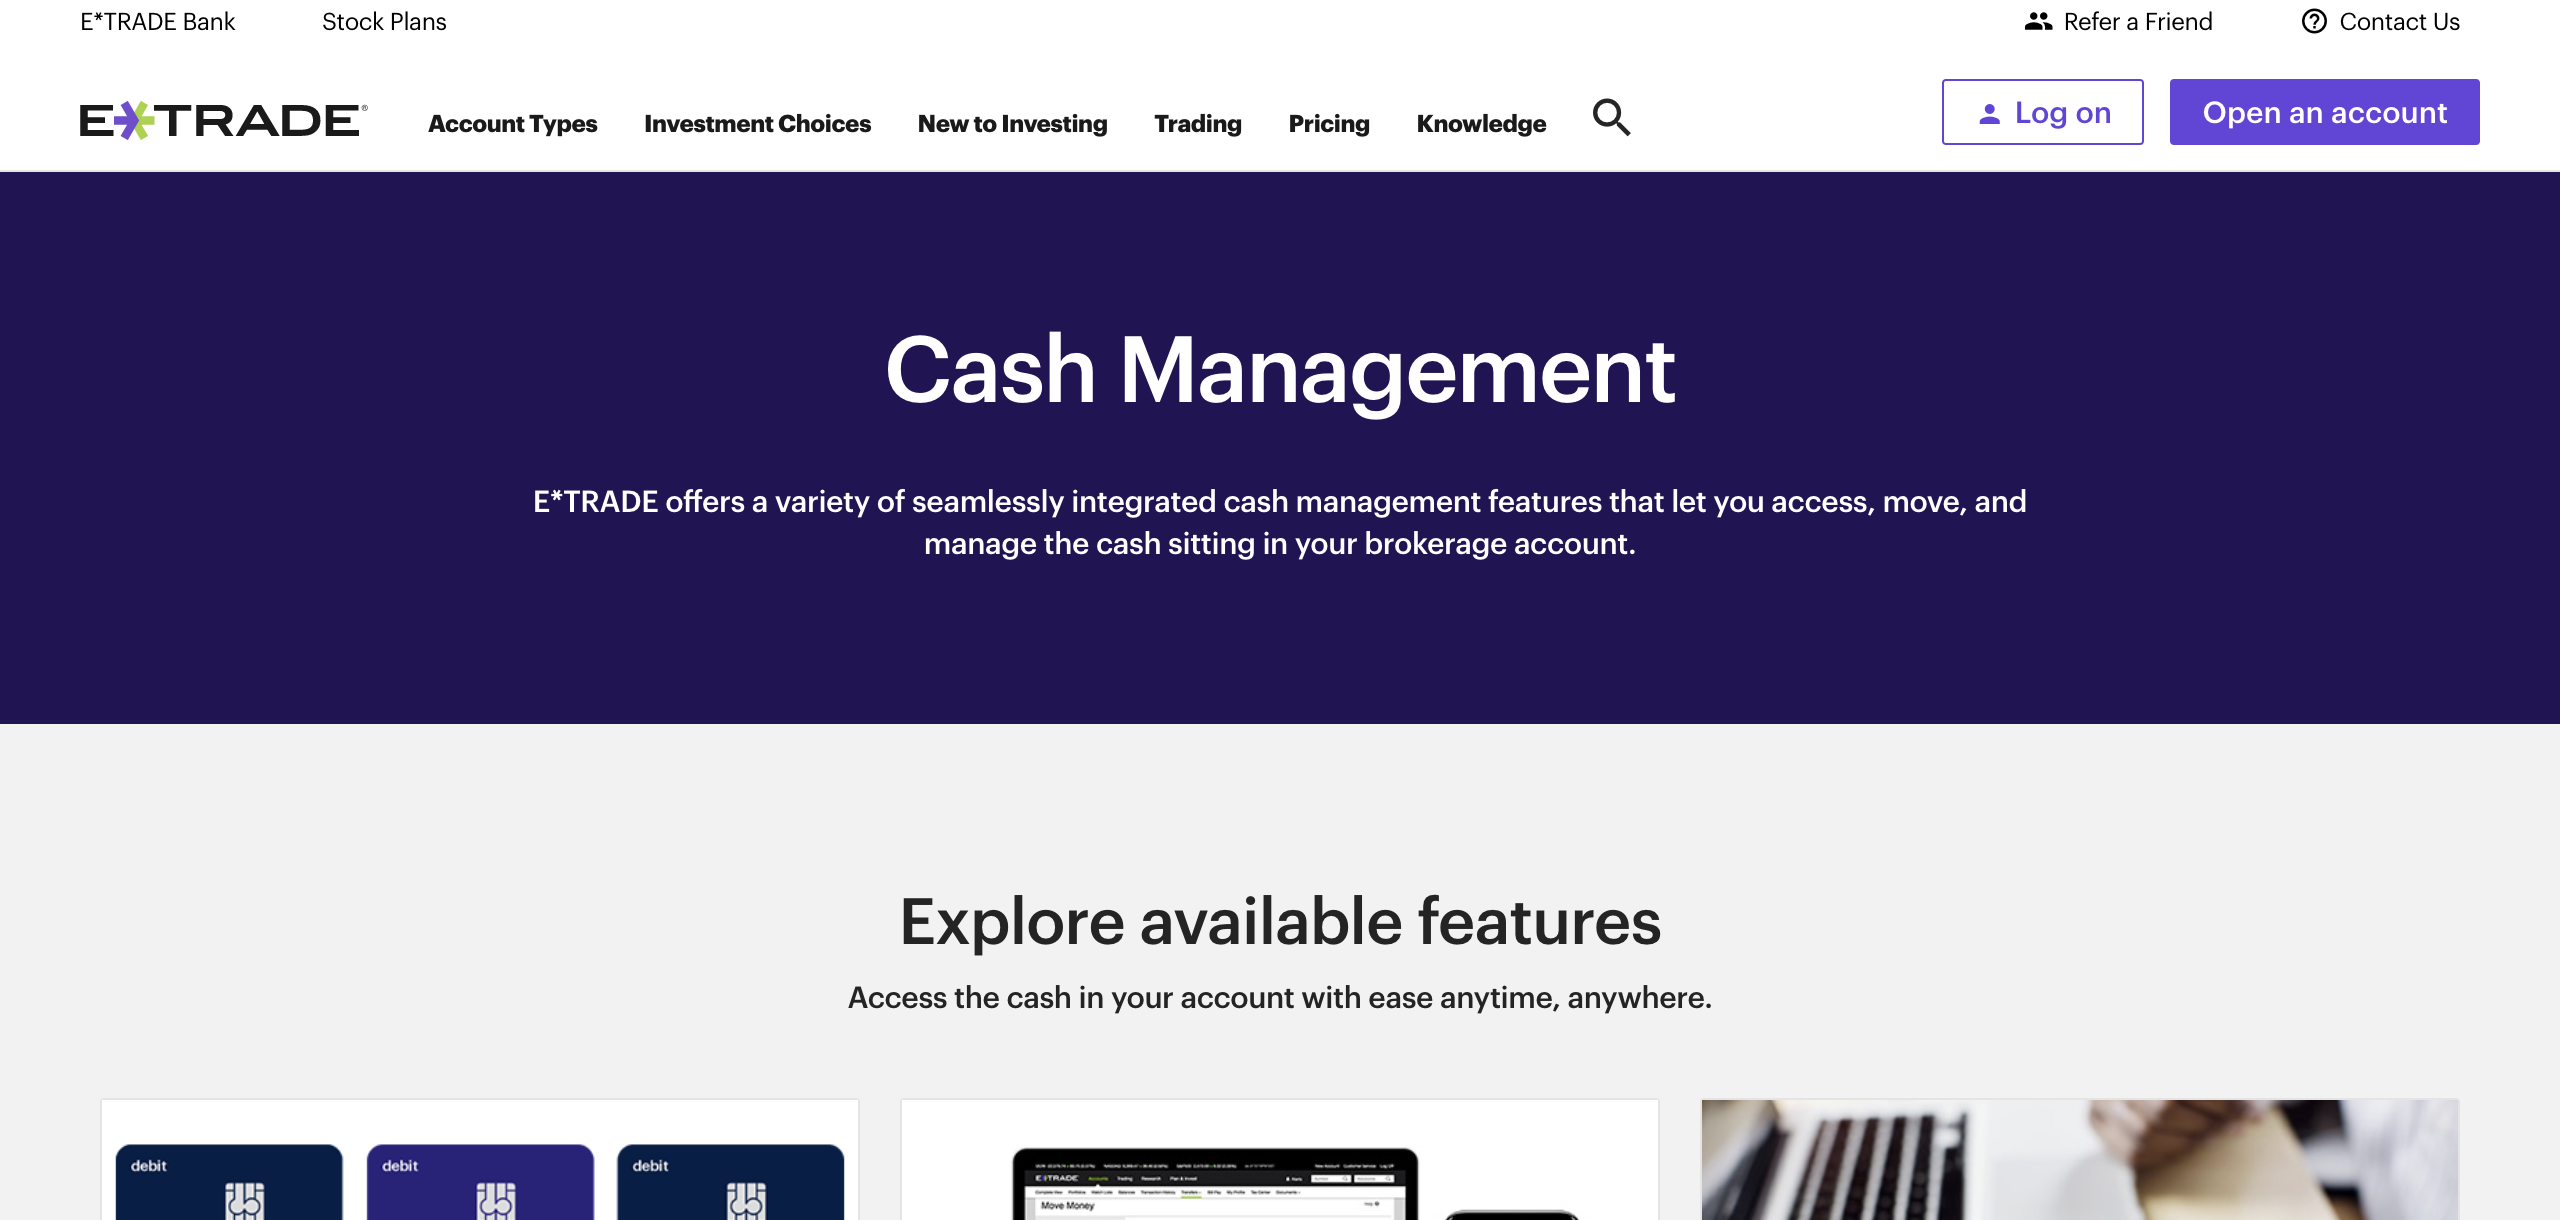 E*TRADE Bank
Stock Plans
Refer a Friend
Contact Us
E*TRADE®
Account Types
Investment Choices
New to Investing
Trading
Pricing
Knowledge
Log on
Open an account
Cash Management
E*TRADE offers a variety of seamlessly integrated cash management features that let you access, move, and
manage the cash sitting in your brokerage account.
Explore available features
Access the cash in your account with ease anytime, anywhere.
debit
debit
debit
E*TRADE
Accounts
Trading
Research
Move Money